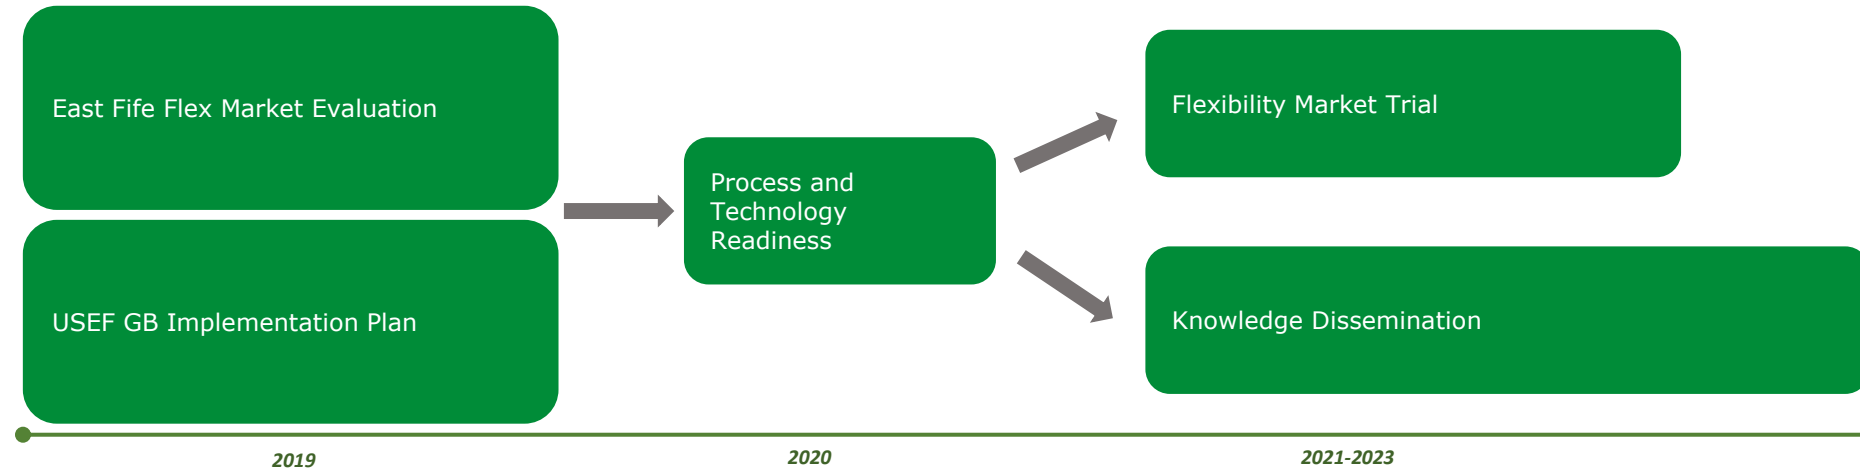 East Fife Flex Market Evaluation
USEF GB Implementation Plan
Process and
Technology
Readiness
Flexibility Market Trial
Knowledge Dissemination
2019
2020
2021-2023